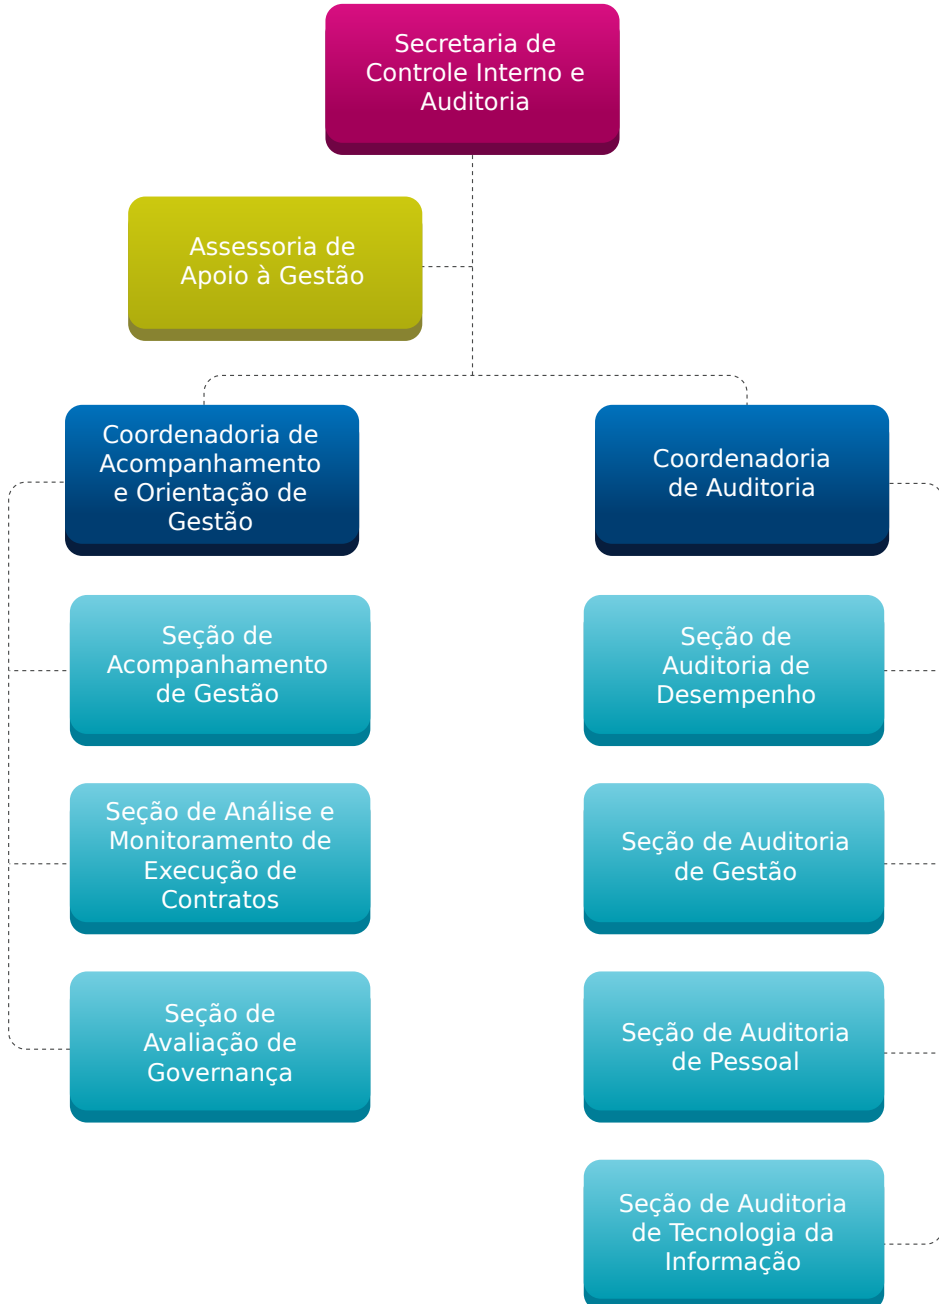 Secretaria de
Controle Interno e
Auditoria
Assessoria de
Apoio à Gestão
Coordenadoria de
Acompanhamento
e Orientação de
Gestão
Seção de
Acompanhamento
de Gestão
Seção de Análise e
Monitoramento de
Execução de
Contratos
Seção de
Avaliação de
Governança
Coordenadoria
de Auditoria
Seção de
Auditoria de
Desempenho
Seção de Auditoria
de Gestão
Seção de Auditoria
de Pessoal
Seção de Auditoria
de Tecnologia da
Informação